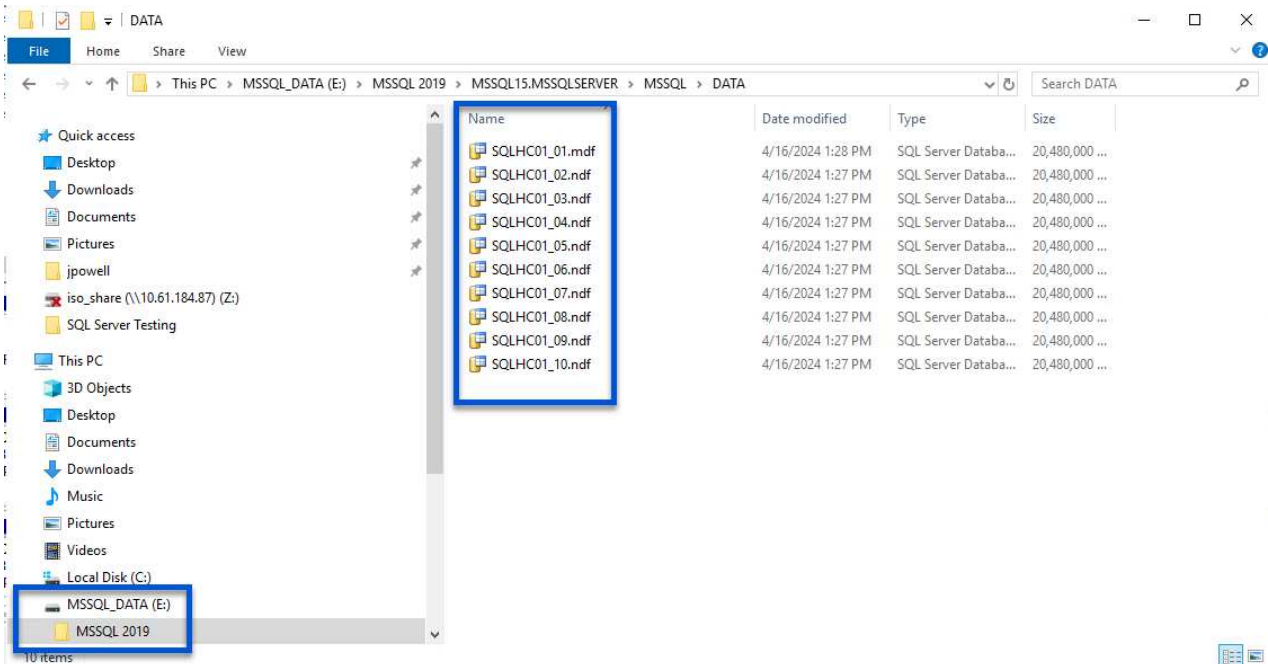 DATA
File Home Share View
This PC > MSSQL_DATA (E:) > MSSQL 2019 > MSSQL15.MSSQLSERVER > MSSQL > DATA
Search DATA
Name Date modified Type Size
Quick access
Desktop
Downloads
Documents
Pictures
jpowell
iso_share (\\10.61.184.87) (Z:)
SQL Server Testing
This PC
3D Objects
Desktop
Documents
Downloads
Music
Pictures
Videos
Local Disk (C:)
MSSQL_DATA (E:)
MSSQL 2019
SQLHC01_01.mdf 4/16/2024 1:28 PM SQL Server Databa... 20,480,000 ...
SQLHC01_02.ndf 4/16/2024 1:27 PM SQL Server Databa... 20,480,000 ...
SQLHC01_03.ndf 4/16/2024 1:27 PM SQL Server Databa... 20,480,000 ...
SQLHC01_04.ndf 4/16/2024 1:27 PM SQL Server Databa... 20,480,000 ...
SQLHC01_05.ndf 4/16/2024 1:27 PM SQL Server Databa... 20,480,000 ...
SQLHC01_06.ndf 4/16/2024 1:27 PM SQL Server Databa... 20,480,000 ...
SQLHC01_07.ndf 4/16/2024 1:27 PM SQL Server Databa... 20,480,000 ...
SQLHC01_08.ndf 4/16/2024 1:27 PM SQL Server Databa... 20,480,000 ...
SQLHC01_09.ndf 4/16/2024 1:27 PM SQL Server Databa... 20,480,000 ...
SQLHC01_10.ndf 4/16/2024 1:27 PM SQL Server Databa... 20,480,000 ...
10 items